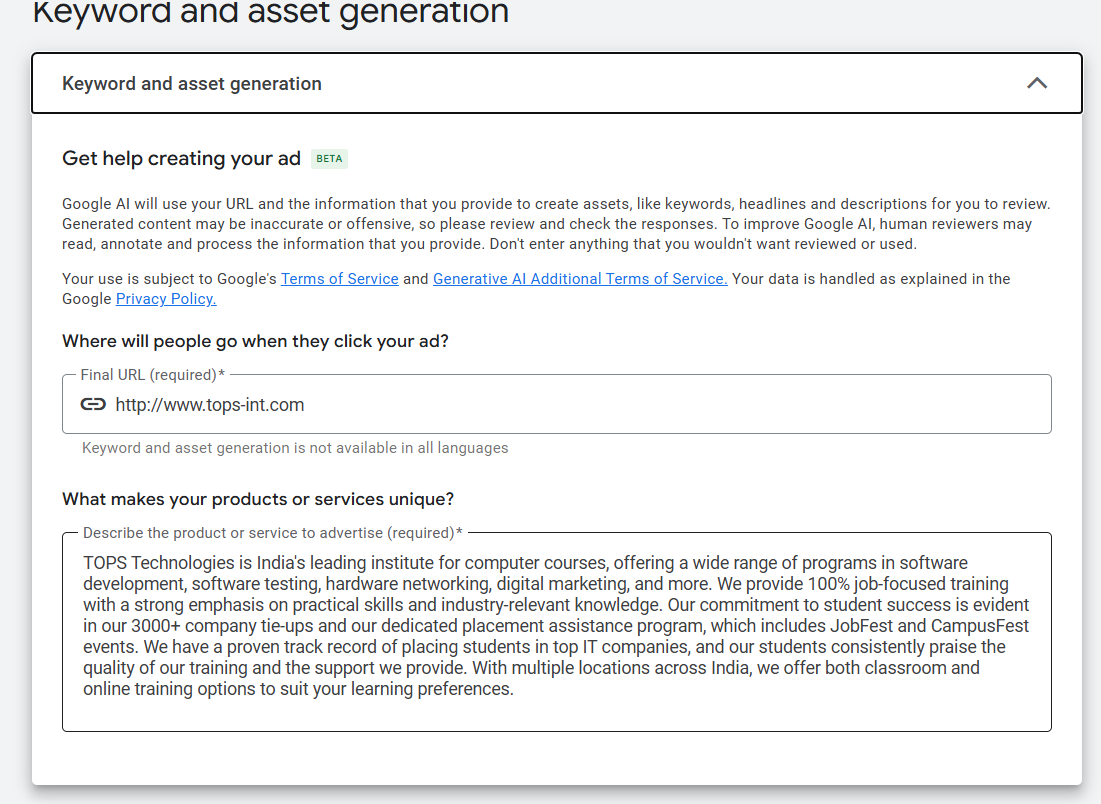 Keyword and asset generation
Keyword and asset generation
Get help creating your ad BETA
Google AI will use your URL and the information that you provide to create assets, like keywords, headlines and descriptions for you to review.
Generated content may be inaccurate or offensive, so please review and check the responses. To improve Google AI, human reviewers may
read, annotate and process the information that you provide. Don't enter anything that you wouldn't want reviewed or used.
Your use is subject to Google's Terms of Service and Generative AI Additional Terms of Service. Your data is handled as explained in the
Google Privacy Policy.
Where will people go when they click your ad?
Final URL (required)*
http://www.tops-int.com
Keyword and asset generation is not available in all languages
What makes your products or services unique?
Describe the product or service to advertise (required)*
TOPS Technologies is India's leading institute for computer courses, offering a wide range of programs in software
development, software testing, hardware networking, digital marketing, and more. We provide 100% job-focused training
with a strong emphasis on practical skills and industry-relevant knowledge. Our commitment to student success is evident
in our 3000+ company tie-ups and our dedicated placement assistance program, which includes JobFest and CampusFest
events. We have a proven track record of placing students in top IT companies, and our students consistently praise the
quality of our training and the support we provide. With multiple locations across India, we offer both classroom and
online training options to suit your learning preferences.